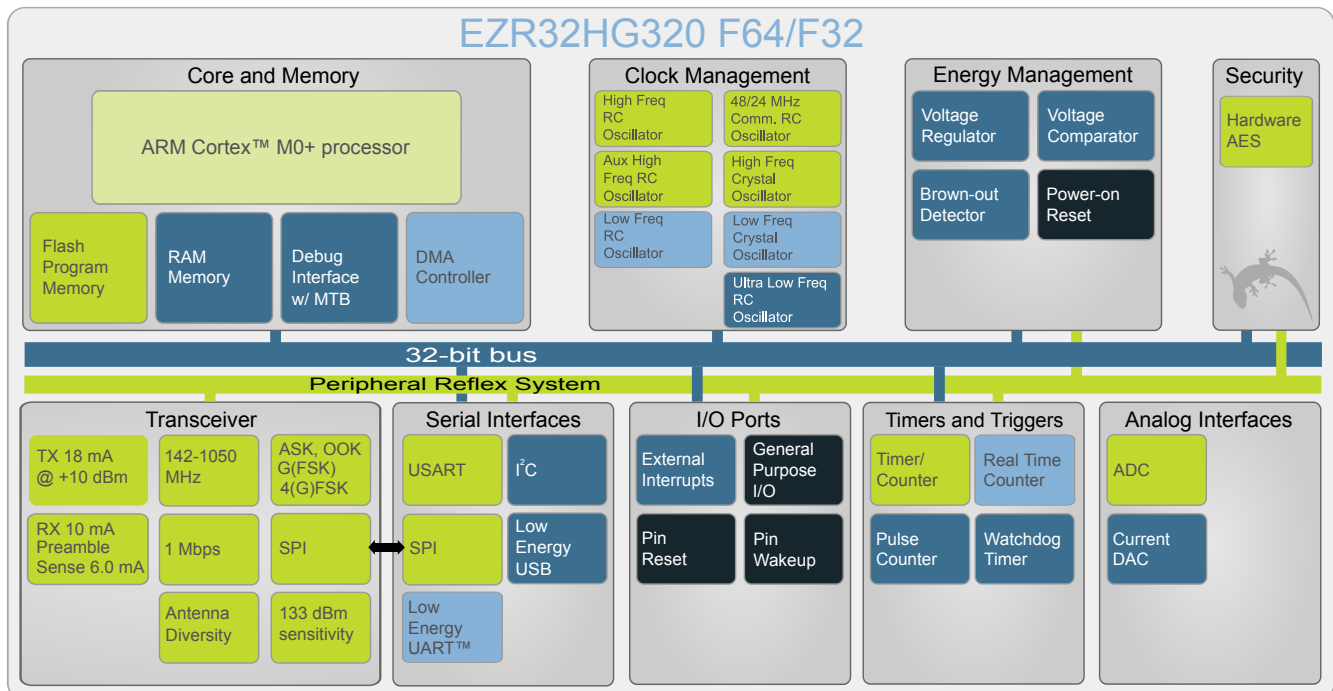 EZR32HG320 F64/F32
Core and Memory
ARM Cortex™ M0+ processor
Flash
Program
Memory
RAM
Memory
Debug
Interface
w/ MTB
DMA
Controller
Clock Management
High Freq
RC
Oscillator
48/24 MHz
Comm. RC
Oscillator
Aux High
Freq RC
Oscillator
High Freq
Crystal
Oscillator
Low Freq
RC
Oscillator
Low Freq
Crystal
Oscillator
Ultra Low Freq
RC
Oscillator
Energy Management
Voltage
Regulator
Voltage
Comparator
Brown-out
Detector
Power-on
Reset
Security
Hardware
AES
32-bit bus
Peripheral Reflex System
Transceiver
TX 18 mA
@ +10 dBm
142-1050
MHz
ASK, OOK
G(FSK)
4(G)FSK
RX 10 mA
Preamble
Sense 6.0 mA
1 Mbps
SPI
Antenna
Diversity
133 dBm
sensitivity
Serial Interfaces
USART
I²C
SPI
Low
Energy
USB
Low
Energy
UART™
I/O Ports
External
Interrupts
General
Purpose
I/O
Pin
Reset
Pin
Wakeup
Timers and Triggers
Timer/
Counter
Real Time
Counter
Pulse
Counter
Watchdog
Timer
Analog Interfaces
ADC
Current
DAC